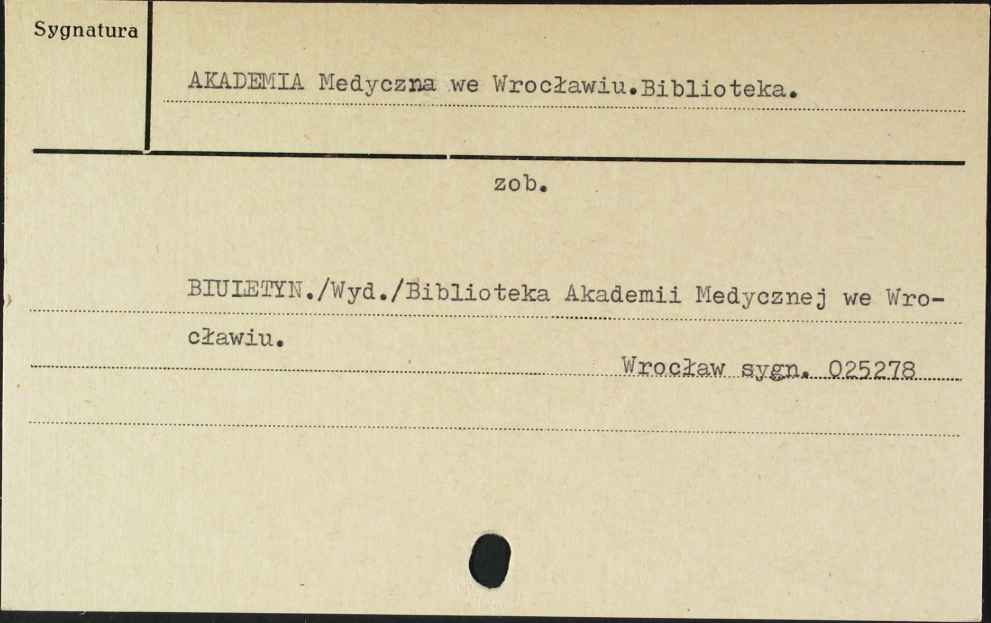 Sygnatura
AKADEMIA Medyczna we Wrocławiu.Biblioteka.
zob.
BIULETYN./Wyd./Biblioteka Akademii Medycznej we Wro-
cławiu.
Wrocław sygn. 025278